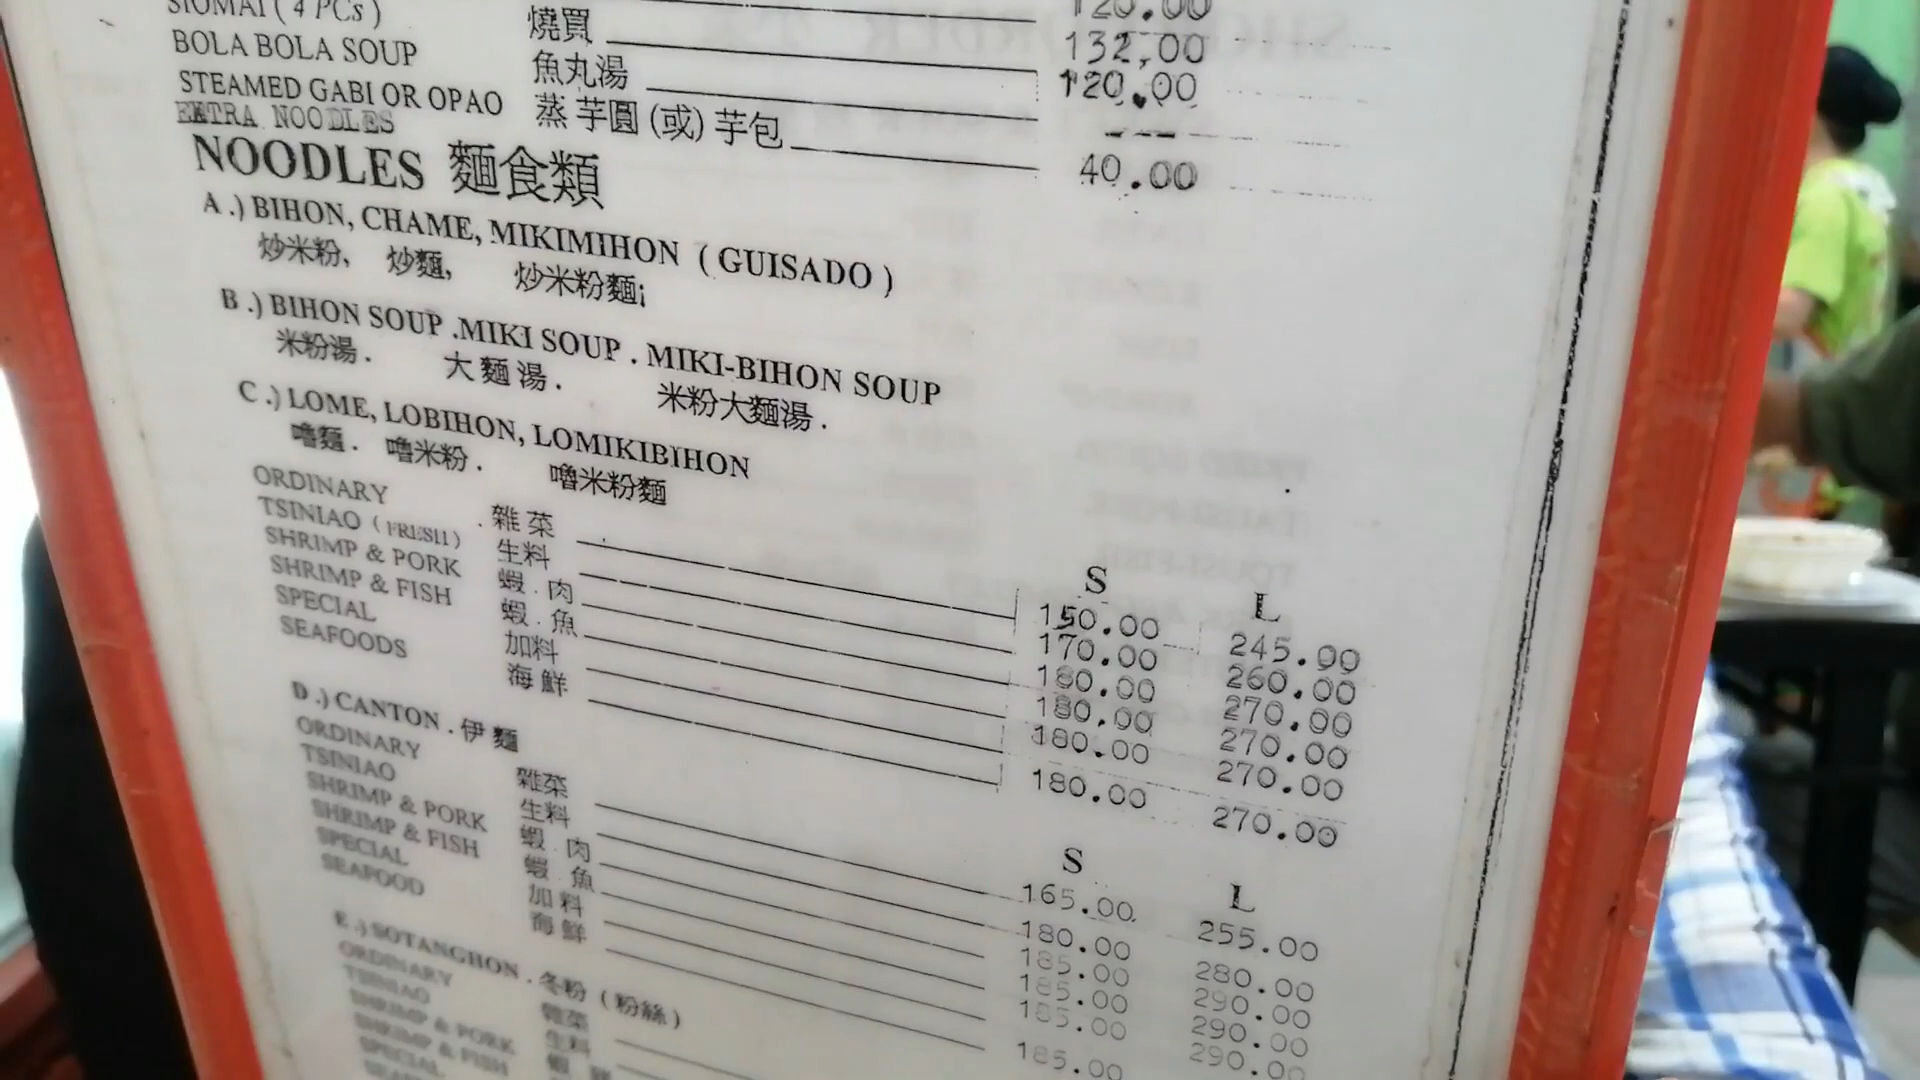 SIOMAI ( 4 PCs ) 燒買 120.00
BOLA BOLA SOUP 魚丸湯 132.00
STEAMED GABI OR OPAO 蒸芋圓 (或) 芋包 120.00
EXTRA NOODLES 40.00
NOODLES 麵食類
A .) BIHON, CHAME, MIKIMIHON ( GUISADO )
炒米粉, 炒麵, 炒米粉麵;
B .) BIHON SOUP .MIKI SOUP . MIKI-BIHON SOUP
米粉湯 . 大麵湯 . 米粉大麵湯 .
C .) LOME, LOBIHON, LOMIKIBIHON
嚕麵 . 嚕米粉 . 嚕米粉麵
S L
ORDINARY . 雜菜 150.00 245.00
TSINIAO ( FRESH ) 生料 170.00 260.00
SHRIMP & PORK 蝦 . 肉 180.00 270.00
SHRIMP & FISH 蝦 . 魚 180.00 270.00
SPECIAL 加料 180.00 270.00
SEAFOODS 海鮮 180.00 270.00
D .) CANTON . 伊麵
S L
ORDINARY 雜菜 165.00 255.00
TSINIAO 生料 180.00 280.00
SHRIMP & PORK 蝦 . 肉 185.00 290.00
SHRIMP & FISH 蝦 . 魚 185.00 290.00
SPECIAL 加料 185.00 290.00
SEAFOOD 海鮮 185.00
E .) SOTANGHON . 冬粉 ( 粉絲 )
ORDINARY 雜菜
TSINIAO 生料
SHRIMP & PORK 蝦
SHRIMP & FISH
SPECIAL